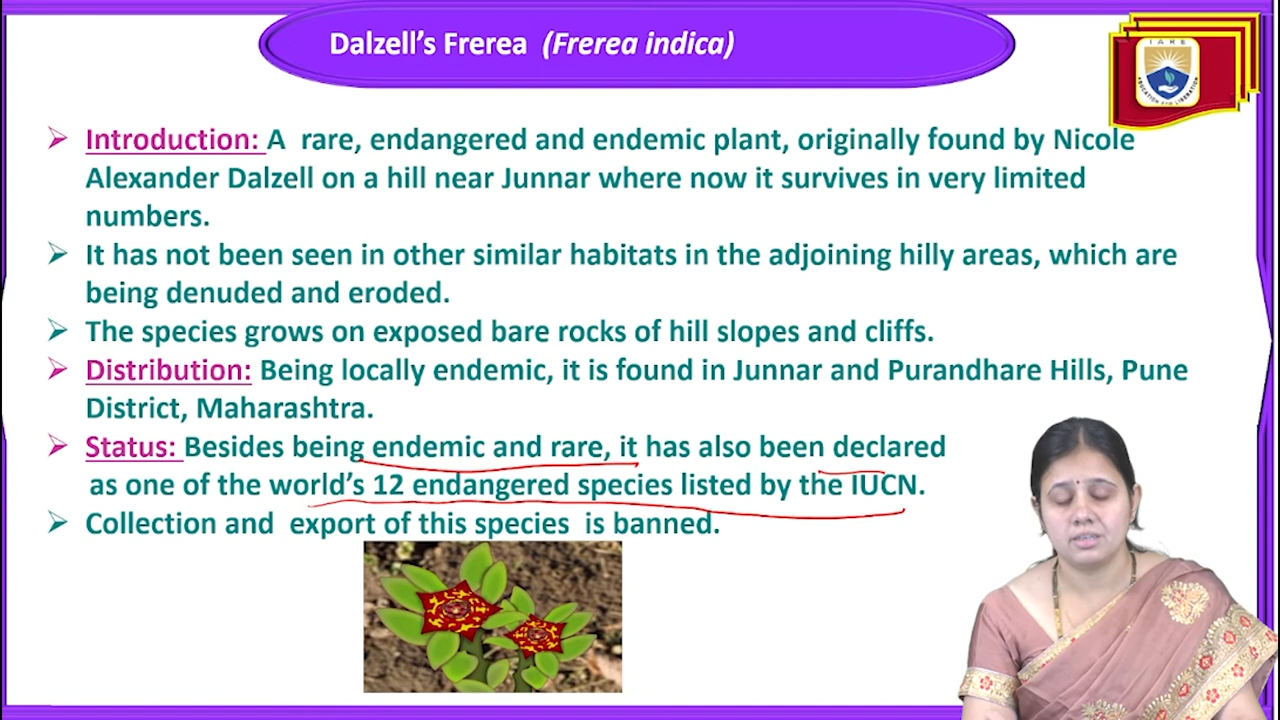 Dalzell’s Frerea (Frerea indica)
IARE
EDUCATION FOR LIBERATION
Introduction: A rare, endangered and endemic plant, originally found by Nicole
Alexander Dalzell on a hill near Junnar where now it survives in very limited
numbers.
It has not been seen in other similar habitats in the adjoining hilly areas, which are
being denuded and eroded.
The species grows on exposed bare rocks of hill slopes and cliffs.
Distribution: Being locally endemic, it is found in Junnar and Purandhare Hills, Pune
District, Maharashtra.
Status: Besides being endemic and rare, it has also been declared
as one of the world’s 12 endangered species listed by the IUCN.
Collection and export of this species is banned.